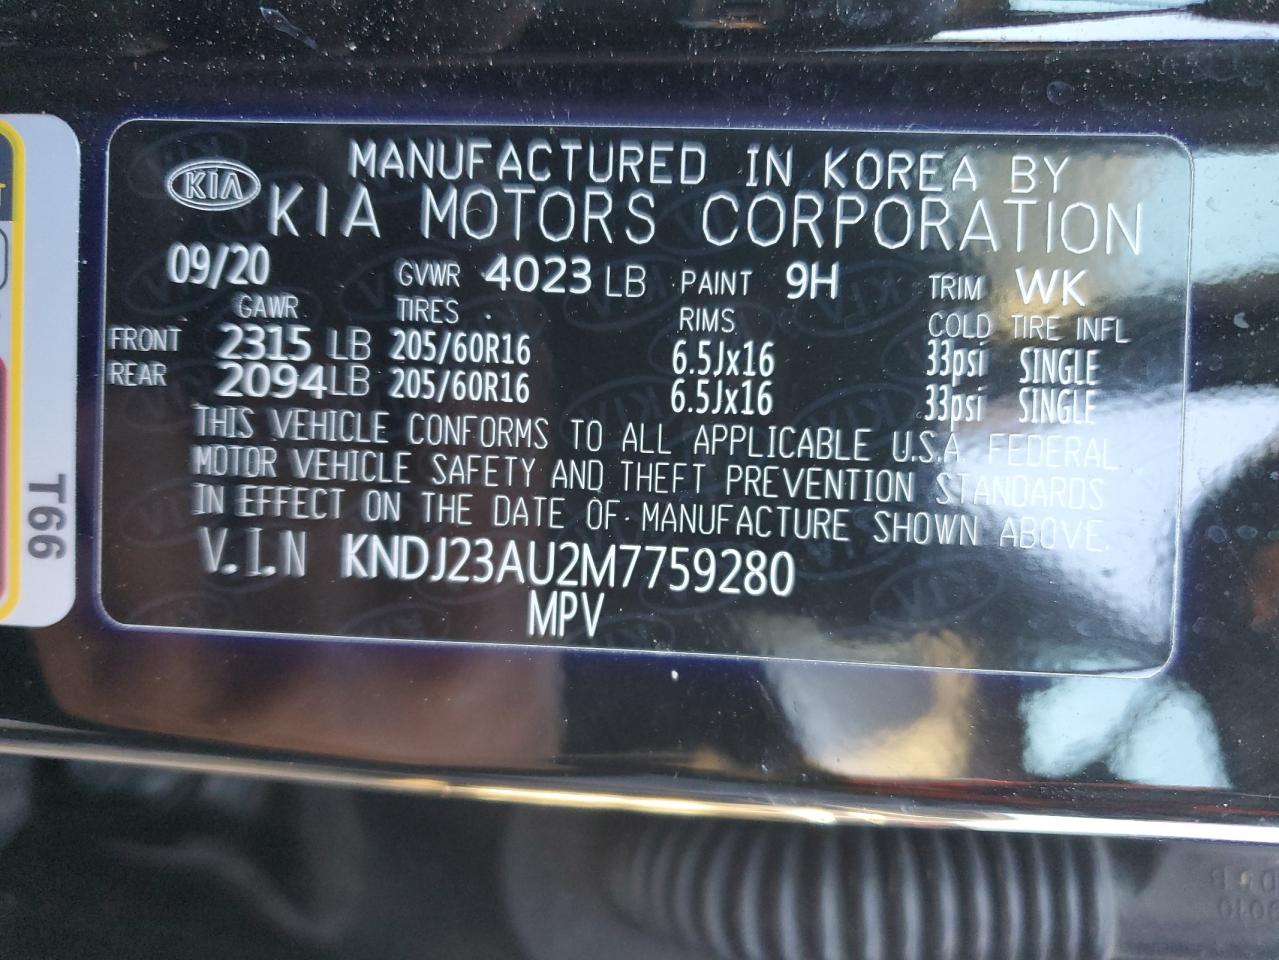 MANUFACTURED IN KOREA BY
KIA KIA MOTORS CORPORATION
09/20 GVWR 4023 LB PAINT 9H TRIM WK
GAWR TIRES RIMS COLD TIRE INFL
FRONT 2315 LB 205/60R16 6.5Jx16 33psi SINGLE
REAR 2094 LB 205/60R16 6.5Jx16 33psi SINGLE
THIS VEHICLE CONFORMS TO ALL APPLICABLE U.S.A. FEDERAL
MOTOR VEHICLE SAFETY AND THEFT PREVENTION STANDARDS
IN EFFECT ON THE DATE OF MANUFACTURE SHOWN ABOVE.
V.I.N KNDJ23AU2M7759280
MPV
T66